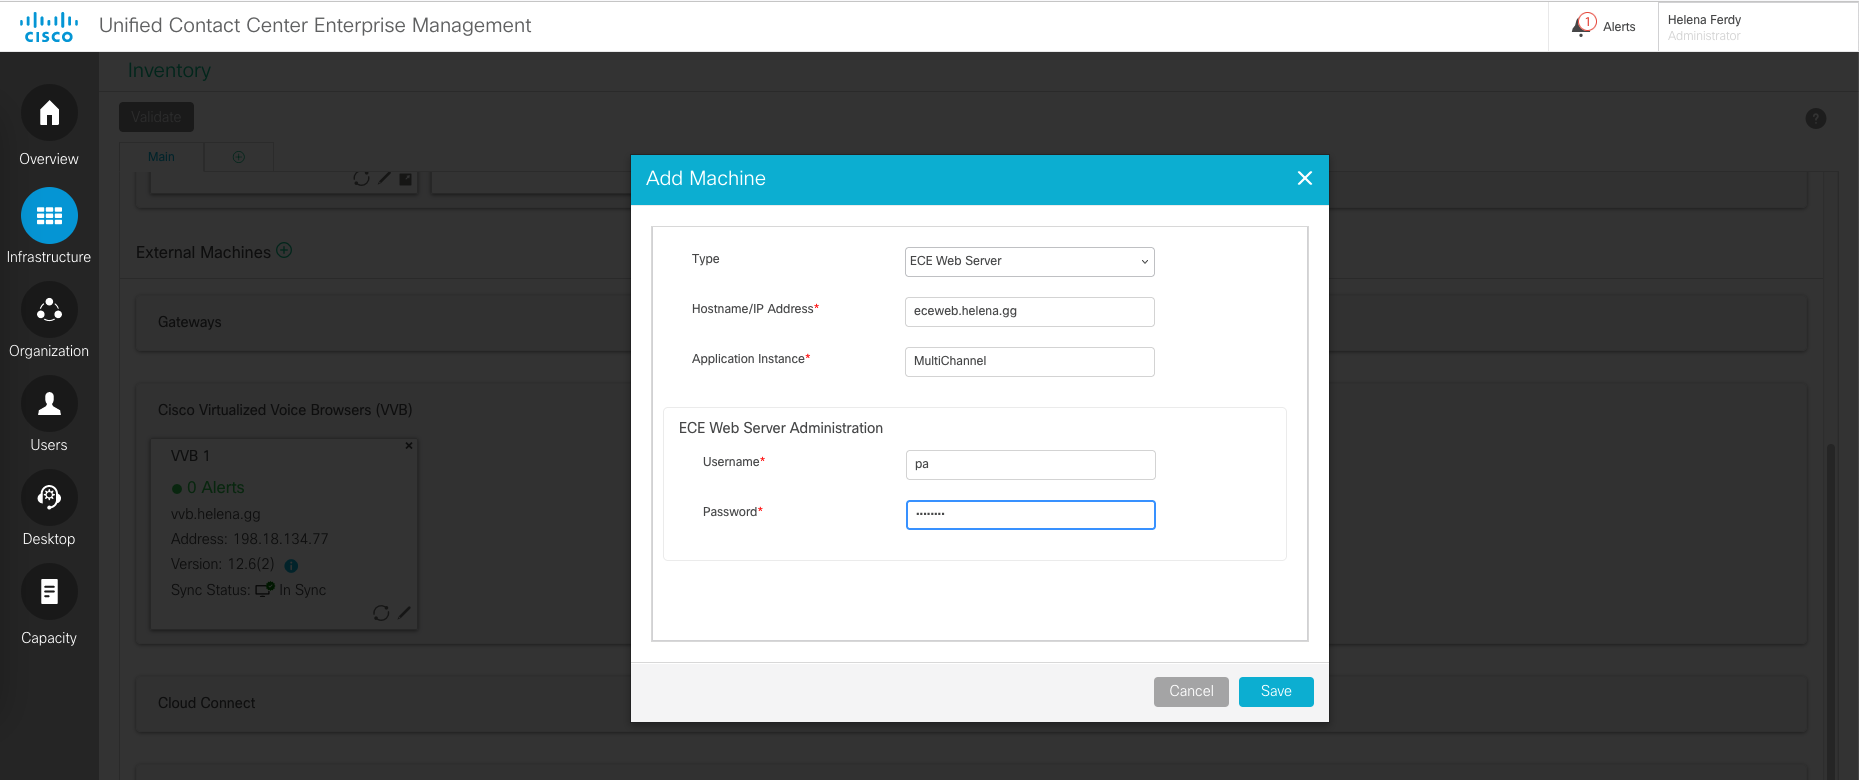 CISCO
Unified Contact Center Enterprise Management
1
Alerts
Helena Ferdy
Administrator
Inventory
Validate
?
Main
Overview
Infrastructure
Organization
Users
Desktop
Capacity
External Machines
Gateways
Cisco Virtualized Voice Browsers (VVB)
VVB 1
0 Alerts
vvb.helena.gg
Address: 198.18.134.77
Version: 12.6(2)
Sync Status: In Sync
Cloud Connect
Add Machine
Type
ECE Web Server
Hostname/IP Address*
eceweb.helena.gg
Application Instance*
MultiChannel
ECE Web Server Administration
Username*
pa
Password*
········
Cancel
Save